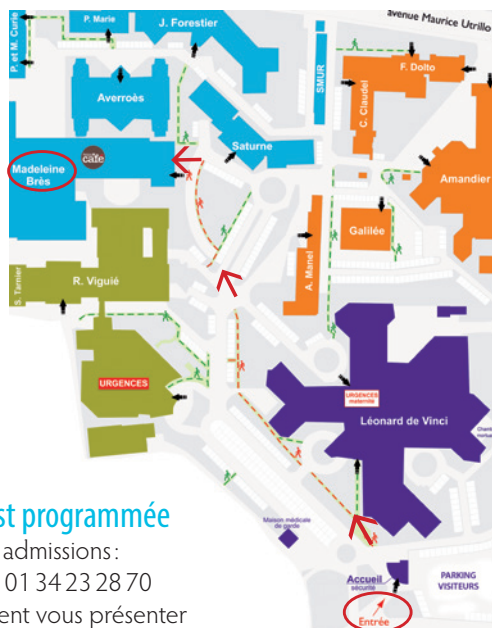 avenue Maurice Utrillo
P. et M. Curie
P. Marie
J. Forestier
SMUR
F. Dolto
C. Claudel
Averroès
Saturne
cafe
Madeleine
Brès
Amandier
Galilée
A. Manel
S. Tarnier
R. Viguié
URGENCES
URGENCES
maternité
Léonard de Vinci
st programmée
admissions :
01 34 23 28 70
ent vous présenter
Maison médicale
de garde
Accueil
sécurité
PARKING
VISITEURS
Entrée